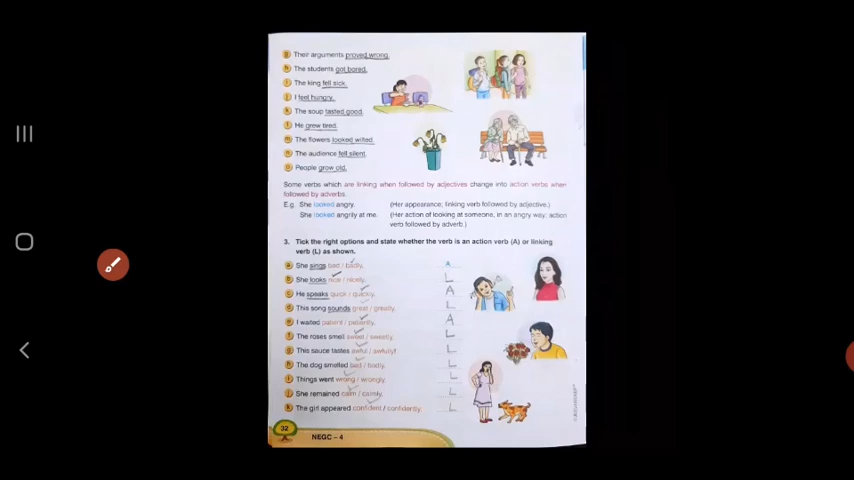 g Their arguments proved wrong.
h The students got bored.
i The king fell sick.
j I feel hungry.
k The soup tasted good.
l He grew tired.
m The flowers looked wilted.
n The audience fell silent.
o People grow old.
Some verbs which are linking when followed by adjectives change into action verbs when
followed by adverbs.
E.g She looked angry. (Her appearance; linking verb followed by adjective.)
She looked angrily at me. (Her action of looking at someone, in an angry way; action
verb followed by adverb.)
3. Tick the right options and state whether the verb is an action verb (A) or linking
verb (L) as shown.
a She sings bad / badly. A
b She looks nice / nicely. L
c He speaks quick / quickly. A
d This song sounds great / greatly. L
e I waited patient / patiently. A
f The roses smell sweet / sweetly. L
g This sauce tastes awful / awfully! L
h The dog smelled bad / badly. L
i Things went wrong / wrongly. L
j She remained calm / calmly. L
k The girl appeared confident / confidently. L
32
NEGC – 4